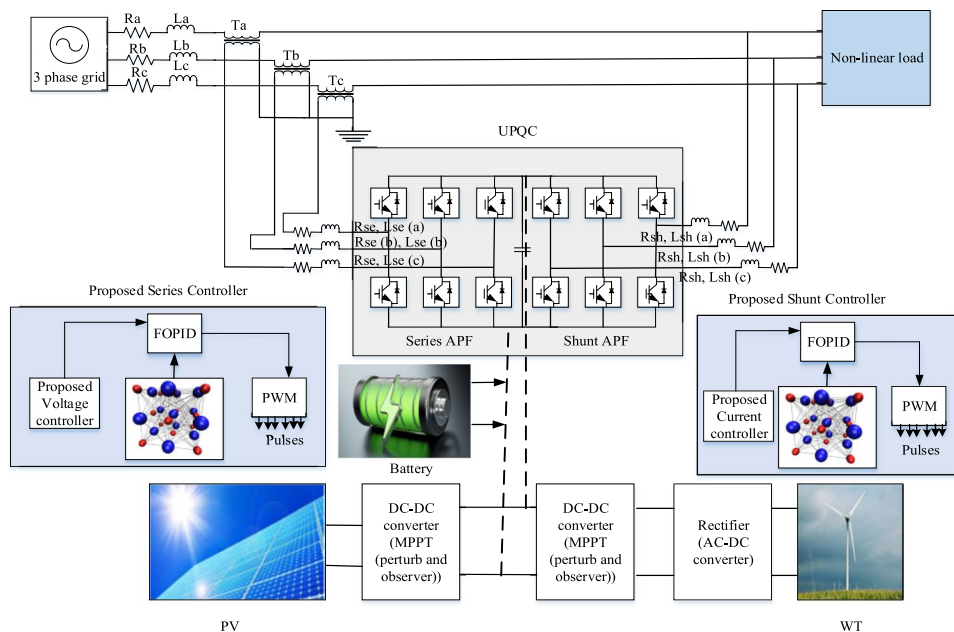 Ra
La
Ta
Rb
Lb
Tb
Rc
Lc
Tc
3 phase grid
Non-linear load
UPQC
Rse, Lse (a)
Rse (b), Lse (b)
Rse, Lse (c)
Rsh, Lsh (a)
Rsh, Lsh (b)
Rsh, Lsh (c)
Series APF
Shunt APF
Proposed Series Controller
FOPID
Proposed
Voltage
controller
PWM
Pulses
Proposed Shunt Controller
FOPID
Proposed
Current
controller
PWM
Pulses
Battery
DC-DC
converter
(MPPT
(perturb and
observer))
DC-DC
converter
(MPPT
(perturb and
observer))
Rectifier
(AC-DC
converter)
PV
WT